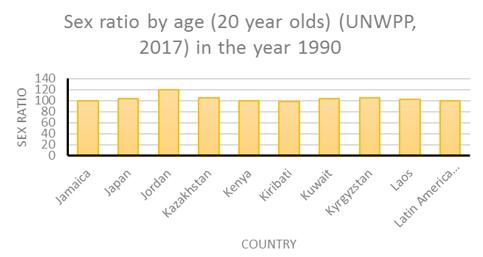 Sex ratio by age (20 year olds) (UNWPP,
2017) in the year 1990
SEX RATIO
140
120
100
80
60
40
20
0
Jamaica
Japan
Jordan
Kazakhstan
Kenya
Kiribati
Kuwait
Kyrgyzstan
Laos
Latin America...
COUNTRY